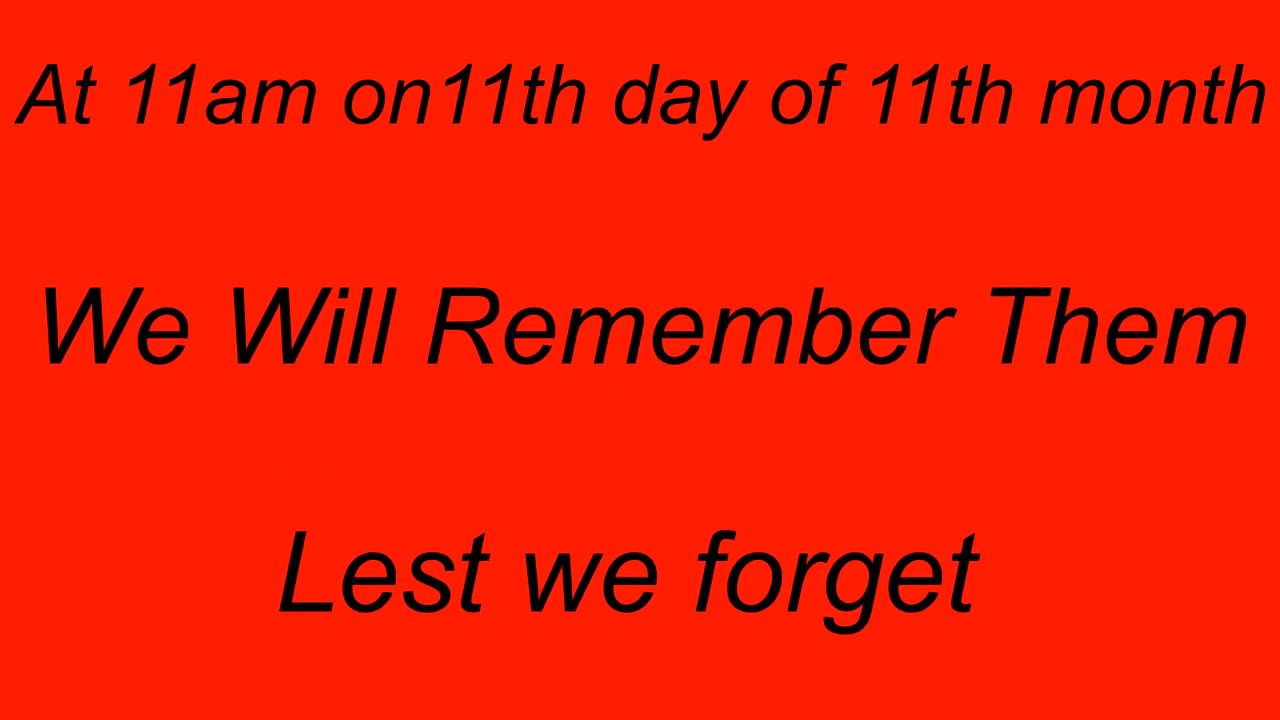 At 11am on11th day of 11th month
We Will Remember Them
Lest we forget